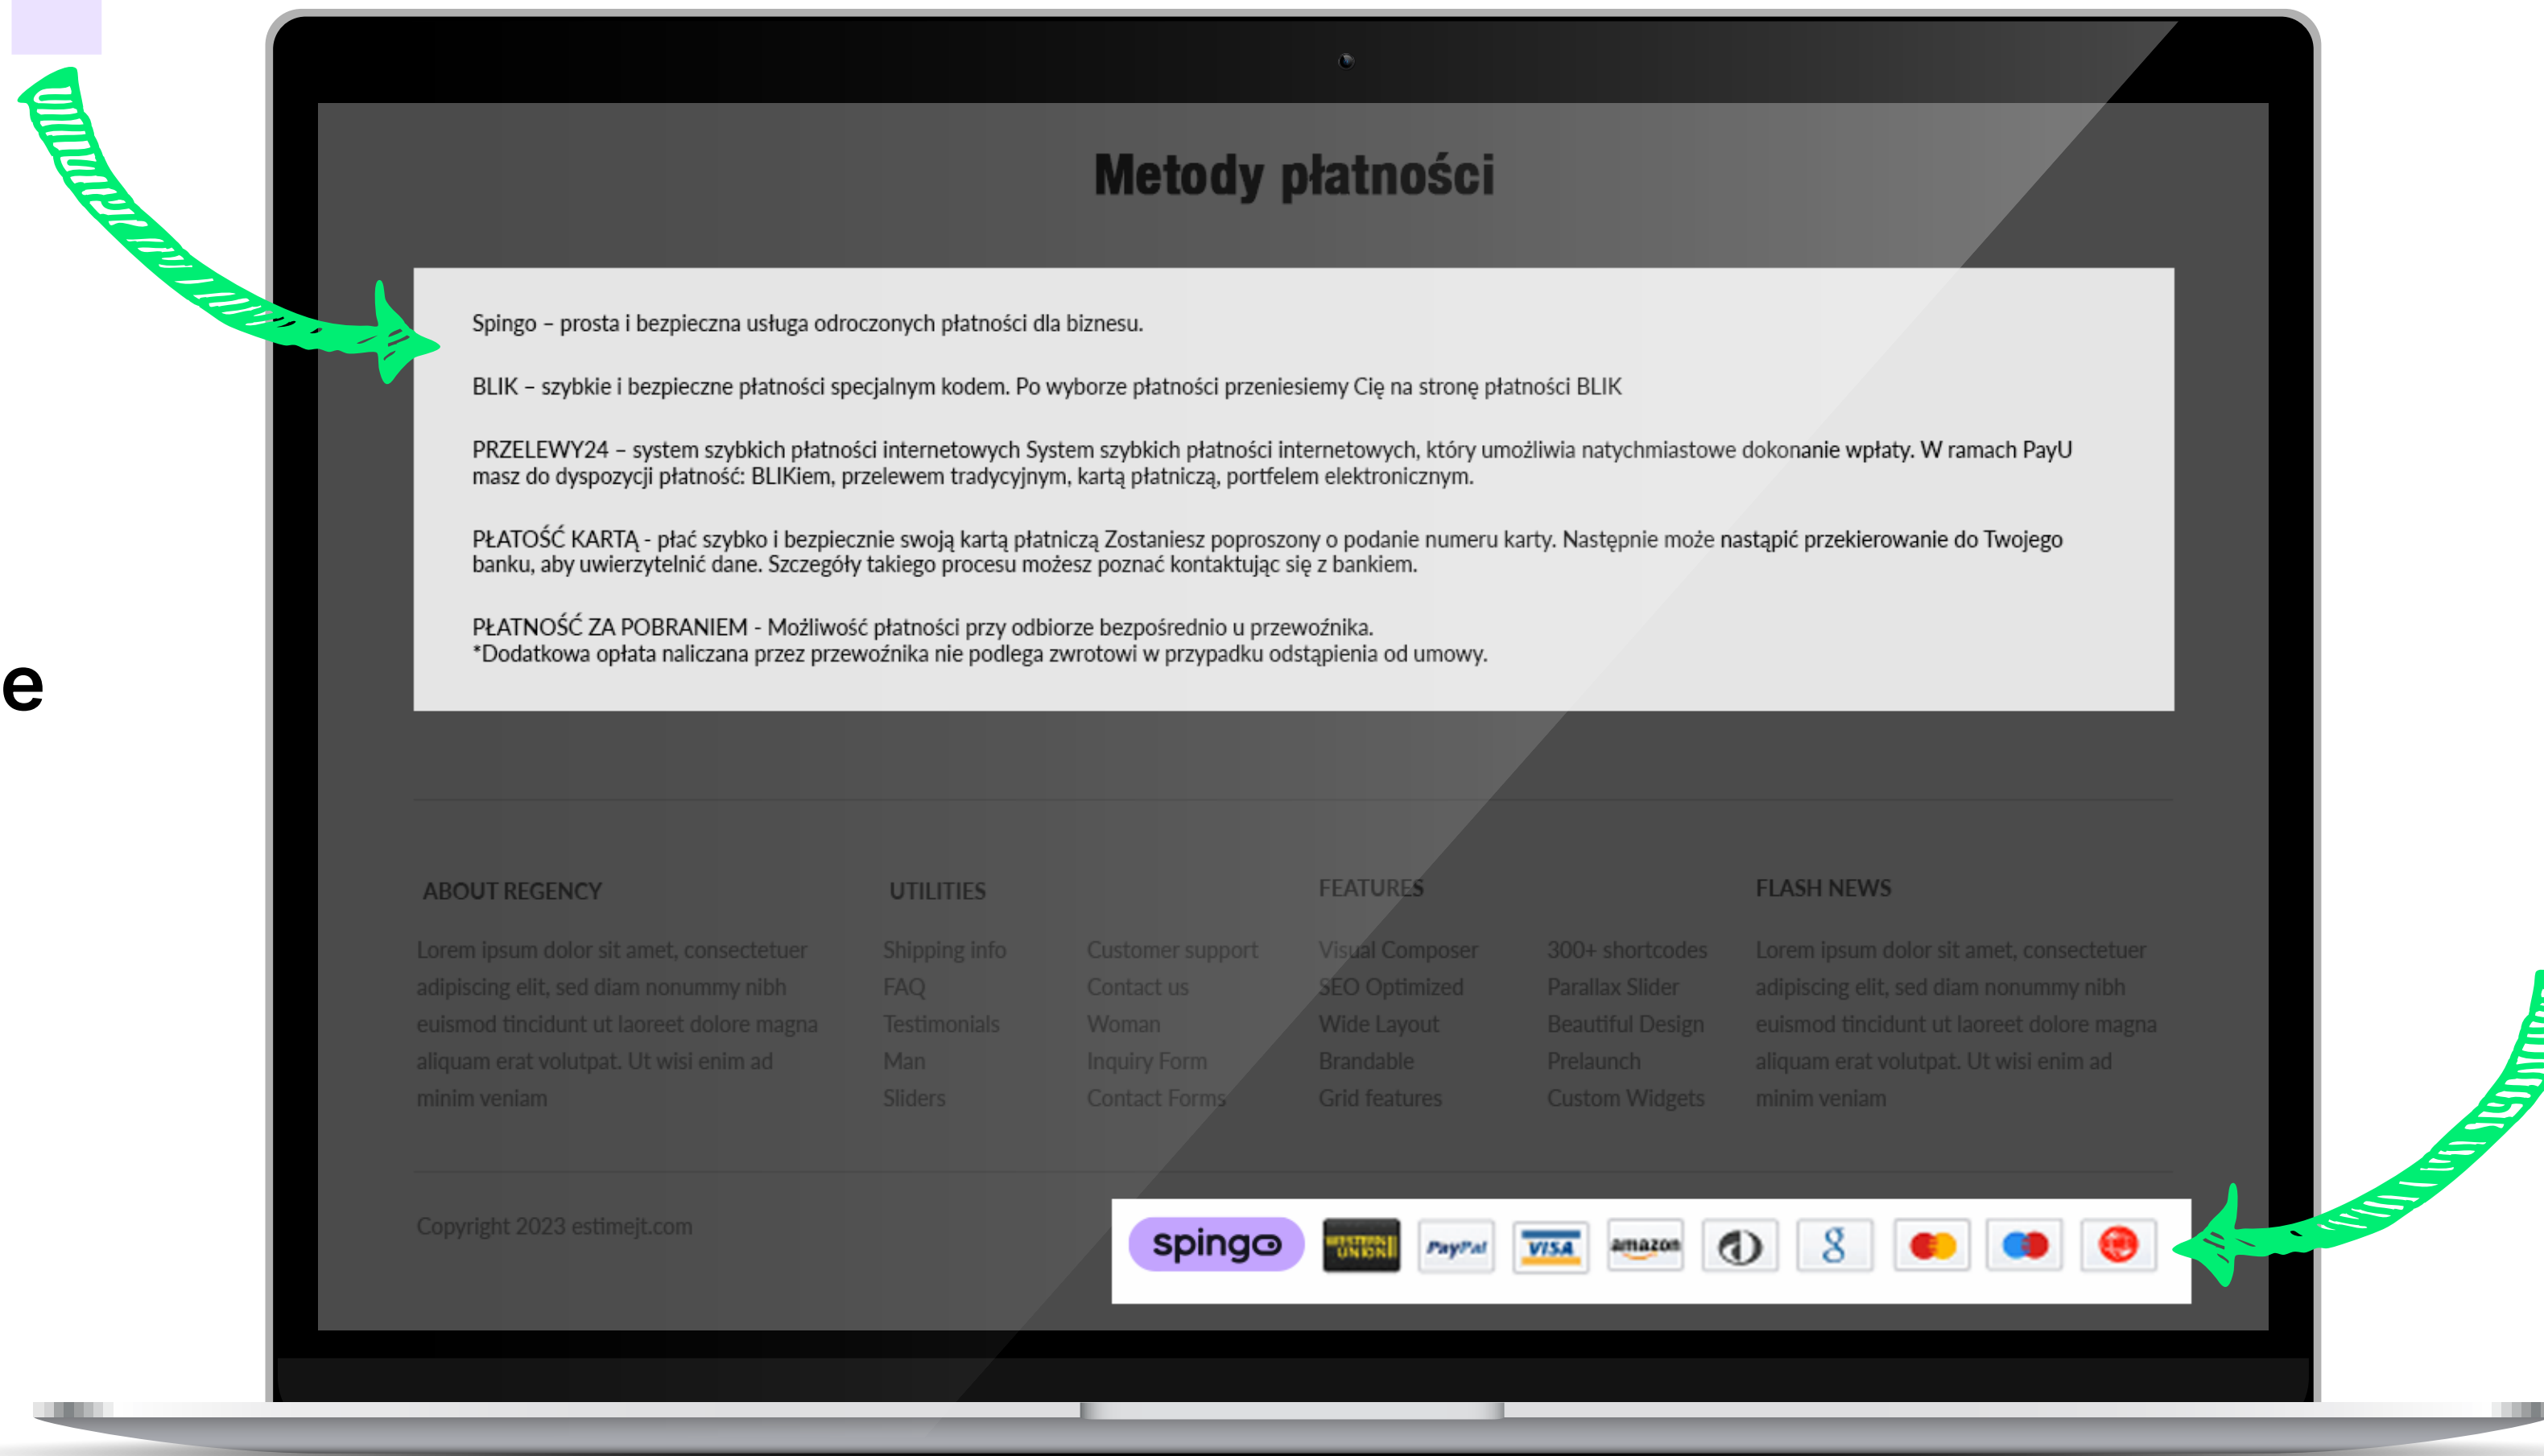 Metody płatności
Spingo – prosta i bezpieczna usługa odroczonych płatności dla biznesu.
BLIK – szybkie i bezpieczne płatności specjalnym kodem. Po wyborze płatności przeniesiemy Cię na stronę płatności BLIK
PRZELEWY24 – system szybkich płatności internetowych System szybkich płatności internetowych, który umożliwia natychmiastowe dokonanie wpłaty. W ramach PayU
masz do dyspozycji płatność: BLIKiem, przelewem tradycyjnym, kartą płatniczą, portfelem elektronicznym.
PŁATOŚĆ KARTĄ - płać szybko i bezpiecznie swoją kartą płatniczą Zostaniesz poproszony o podanie numeru karty. Następnie może nastąpić przekierowanie do Twojego
banku, aby uwierzytelnić dane. Szczegóły takiego procesu możesz poznać kontaktując się z bankiem.
PŁATNOŚĆ ZA POBRANIEM - Możliwość płatności przy odbiorze bezpośrednio u przewoźnika.
*Dodatkowa opłata naliczana przez przewoźnika nie podlega zwrotowi w przypadku odstąpienia od umowy.
e
ABOUT REGENCY
Lorem ipsum dolor sit amet, consectetuer
adipiscing elit, sed diam nonummy nibh
euismod tincidunt ut laoreet dolore magna
aliquam erat volutpat. Ut wisi enim ad
minim veniam
UTILITIES
Shipping info
FAQ
Testimonials
Man
Sliders
Customer support
Contact us
Woman
Inquiry Form
Contact Forms
FEATURES
Visual Composer
SEO Optimized
Wide Layout
Brandable
Grid features
300+ shortcodes
Parallax Slider
Beautiful Design
Prelaunch
Custom Widgets
FLASH NEWS
Lorem ipsum dolor sit amet, consectetuer
adipiscing elit, sed diam nonummy nibh
euismod tincidunt ut laoreet dolore magna
aliquam erat volutpat. Ut wisi enim ad
minim veniam
Copyright 2023 estimejt.com
spingo WESTERN UNION PayPal VISA amazon g